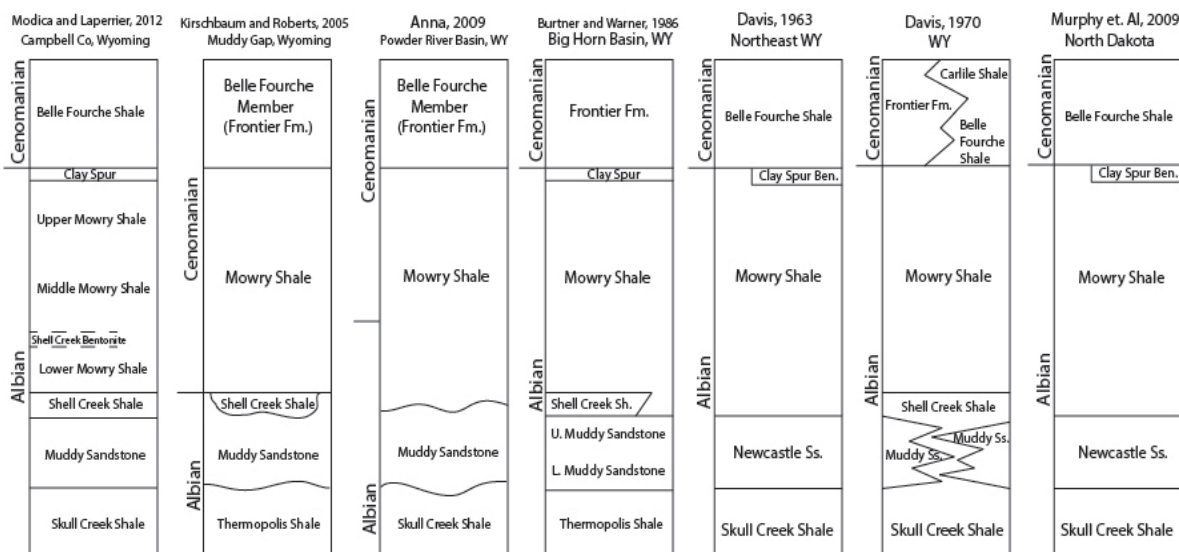 Modica and Laperrier, 2012
Campbell Co, Wyoming
Cenomanian
Albian
Belle Fourche Shale
Clay Spur
Upper Mowry Shale
Middle Mowry Shale
Shell Creek Bentonite
Lower Mowry Shale
Shell Creek Shale
Muddy Sandstone
Skull Creek Shale
Kirschbaum and Roberts, 2005
Muddy Gap, Wyoming
Cenomanian
Albian
Belle Fourche
Member
(Frontier Fm.)
Mowry Shale
Shell Creek Shale
Muddy Sandstone
Thermopolis Shale
Anna, 2009
Powder River Basin, WY
Cenomanian
Albian
Belle Fourche
Member
(Frontier Fm.)
Mowry Shale
Muddy Sandstone
Skull Creek Shale
Burtner and Warner, 1986
Big Horn Basin, WY
Cenomanian
Albian
Frontier Fm.
Clay Spur
Mowry Shale
Shell Creek Sh.
U. Muddy Sandstone
L. Muddy Sandstone
Thermopolis Shale
Davis, 1963
Northeast WY
Cenomanian
Albian
Belle Fourche Shale
Clay Spur Ben.
Mowry Shale
Newcastle Ss.
Skull Creek Shale
Davis, 1970
WY
Cenomanian
Albian
Carlile Shale
Frontier Fm.
Belle
Fourche
Shale
Mowry Shale
Shell Creek Shale
Muddy Ss.
Muddy Ss.
Skull Creek Shale
Murphy et. Al, 2009
North Dakota
Cenomanian
Albian
Belle Fourche Shale
Clay Spur Ben.
Mowry Shale
Newcastle Ss.
Skull Creek Shale